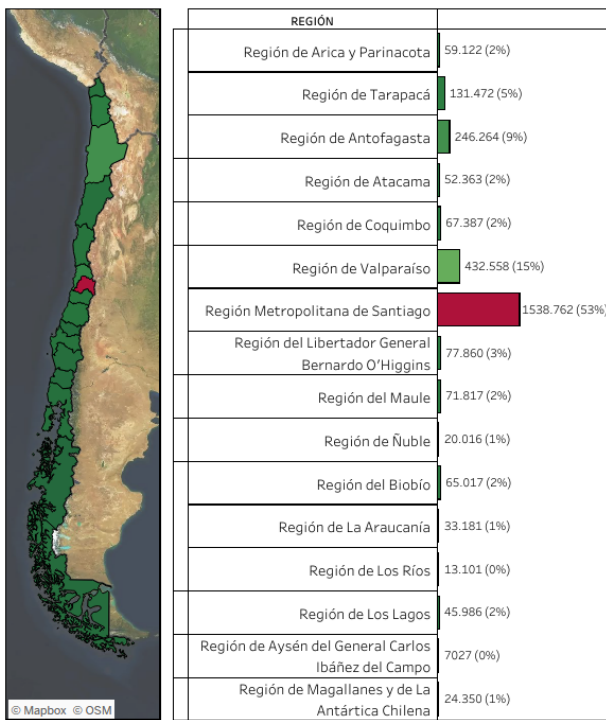 REGIÓN
Región de Arica y Parinacota 59.122 (2%)
Región de Tarapacá 131.472 (5%)
Región de Antofagasta 246.264 (9%)
Región de Atacama 52.363 (2%)
Región de Coquimbo 67.387 (2%)
Región de Valparaíso 432.558 (15%)
Región Metropolitana de Santiago 1538.762 (53%)
Región del Libertador General
Bernardo O’Higgins 77.860 (3%)
Región del Maule 71.817 (2%)
Región de Ñuble 20.016 (1%)
Región del Biobío 65.017 (2%)
Región de La Araucanía 33.181 (1%)
Región de Los Ríos 13.101 (0%)
Región de Los Lagos 45.986 (2%)
Región de Aysén del General Carlos
Ibáñez del Campo 7027 (0%)
Región de Magallanes y de La
Antártica Chilena 24.350 (1%)
© Mapbox © OSM